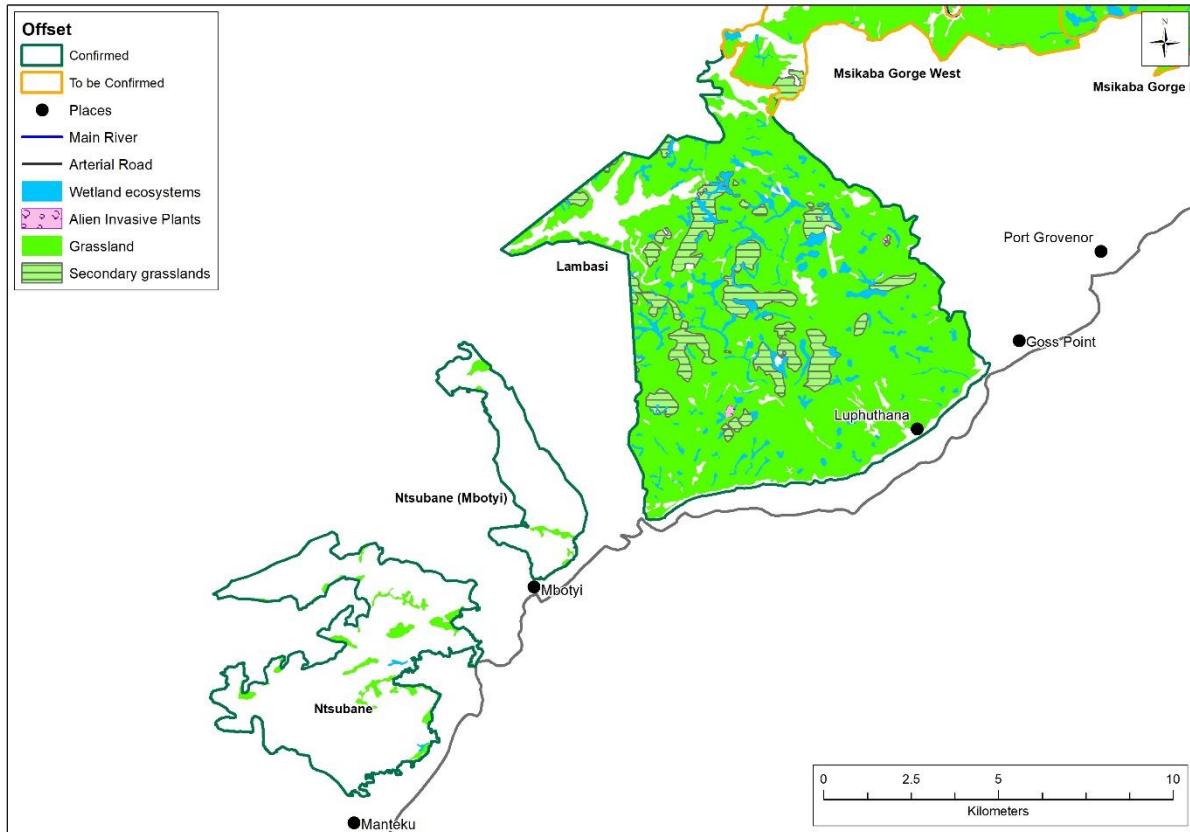 Offset
Confirmed
To be Confirmed
Places
Main River
Arterial Road
Wetland ecosystems
Alien Invasive Plants
Grassland
Secondary grasslands
N
Msikaba Gorge West
Msikaba Gorge
Port Grovenor
Lambasi
Goss Point
Luphuthana
Ntsubane (Mbotyi)
Mbotyi
Ntsubane
Manteku
0 2.5 5 10
Kilometers